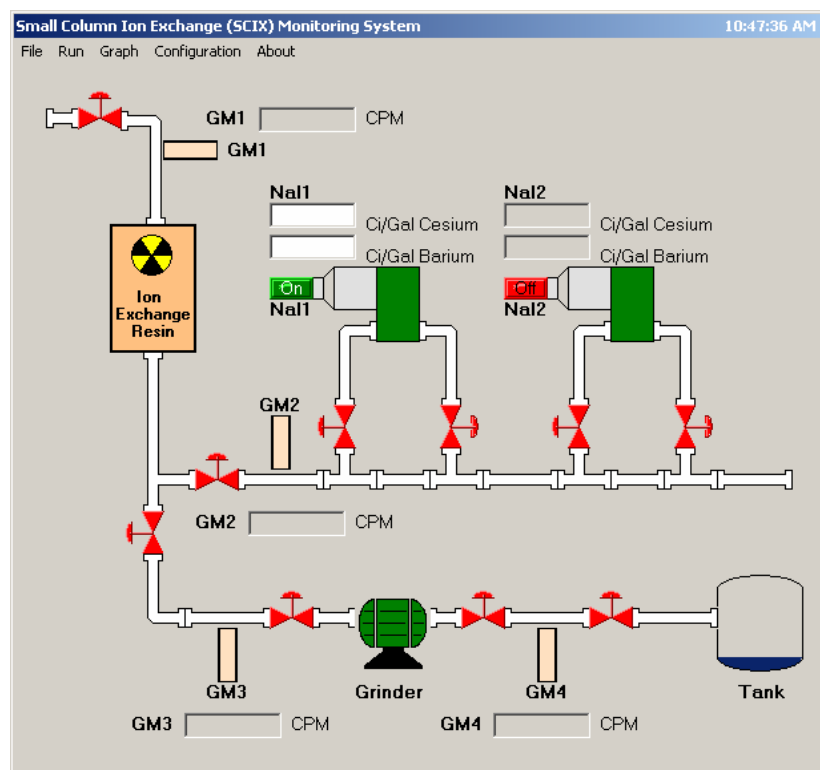 Small Column Ion Exchange (SCIX) Monitoring System 10:47:36 AM
File Run Graph Configuration About
GM1 CPM
GM1
NaI1 NaI2
Ci/Gal Cesium Ci/Gal Cesium
Ci/Gal Barium Ci/Gal Barium
On Off
NaI1 NaI2
Ion
Exchange
Resin
GM2
GM2 CPM
GM3 Grinder GM4 Tank
GM3 CPM GM4 CPM